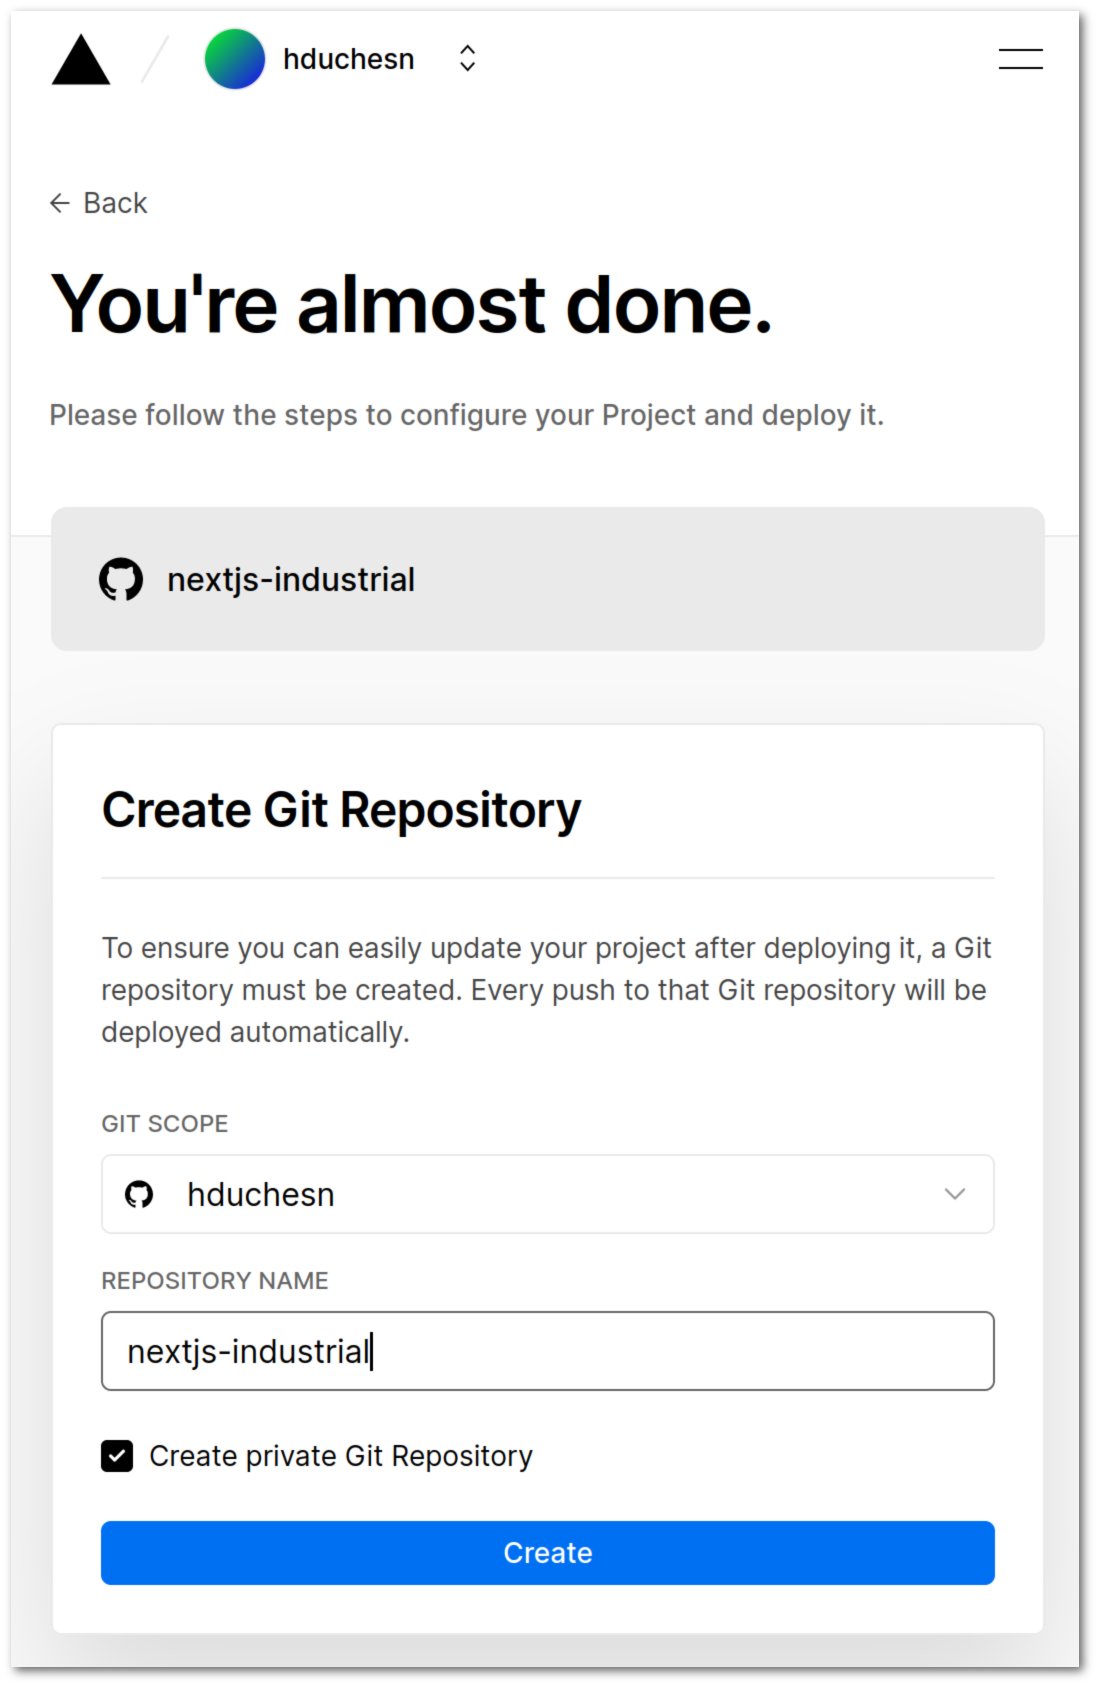 hduchesn
Back
You're almost done.
Please follow the steps to configure your Project and deploy it.
nextjs-industrial
Create Git Repository
To ensure you can easily update your project after deploying it, a Git
repository must be created. Every push to that Git repository will be
deployed automatically.
GIT SCOPE
hduchesn
REPOSITORY NAME
nextjs-industrial
Create private Git Repository
Create